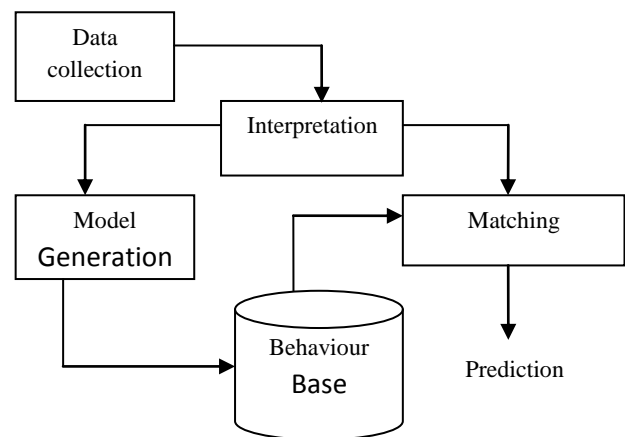 Data
collection
Interpretation
Model
Generation
Matching
Behaviour
Base
Prediction